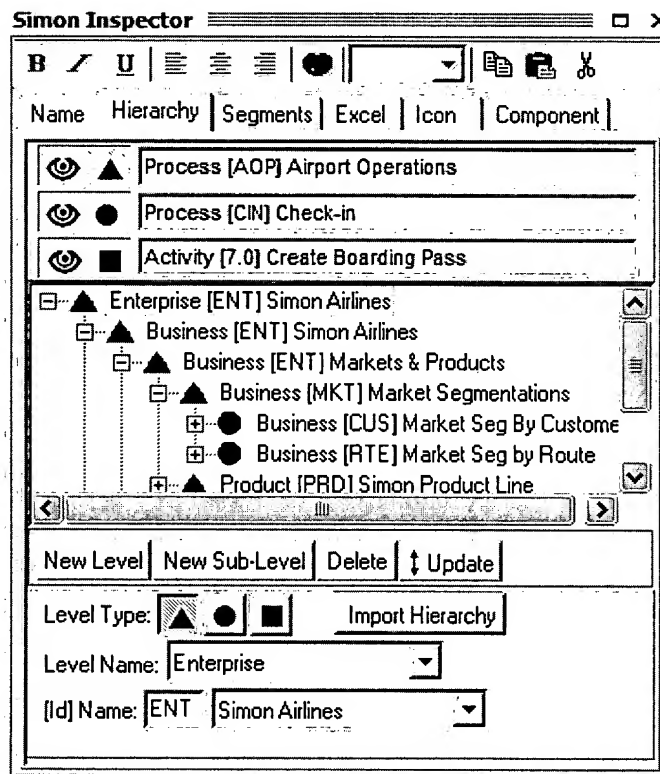 Simon Inspector
B I U
Name Hierarchy Segments Excel Icon Component
Process [AOP] Airport Operations
Process [CIN] Check-in
Activity [7.0] Create Boarding Pass
Enterprise [ENT] Simon Airlines
Business [ENT] Simon Airlines
Business [ENT] Markets & Products
Business [MKT] Market Segmentations
Business [CUS] Market Seg By Custome
Business [RTE] Market Seg by Route
Product [PRD] Simon Product Line
New Level New Sub-Level Delete Update
Level Type: Import Hierarchy
Level Name: Enterprise
[Id] Name: ENT Simon Airlines